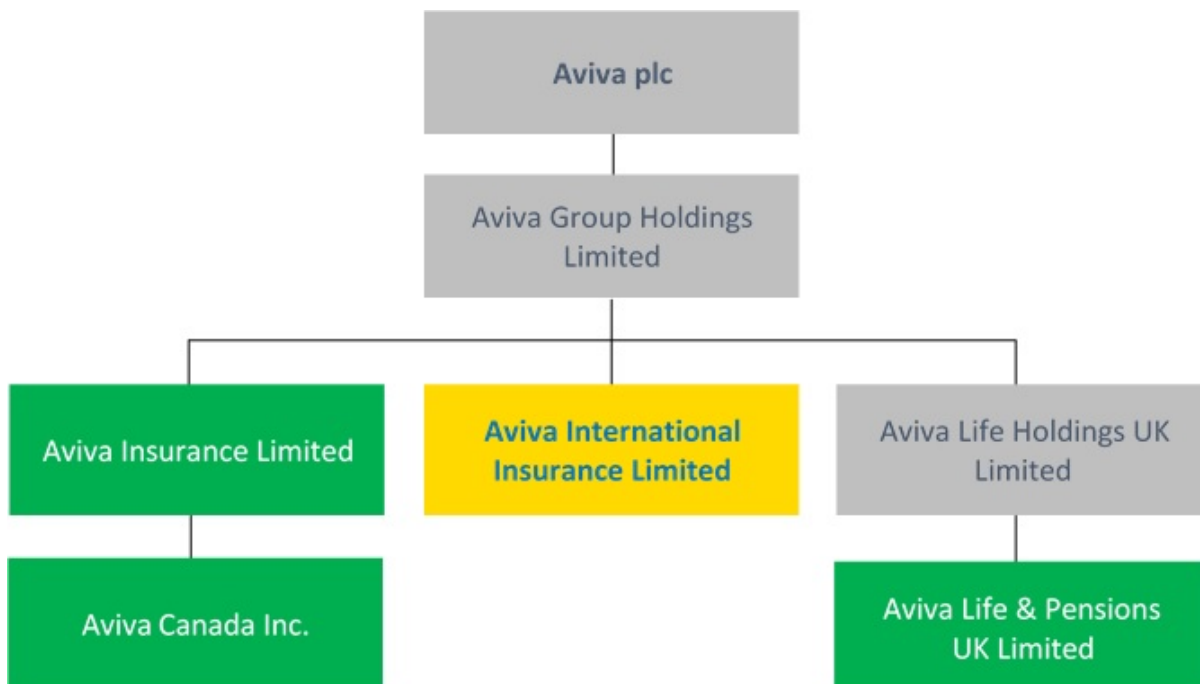 Aviva plc
Aviva Group Holdings
Limited
Aviva Insurance Limited
Aviva International
Insurance Limited
Aviva Life Holdings UK
Limited
Aviva Canada Inc.
Aviva Life & Pensions
UK Limited